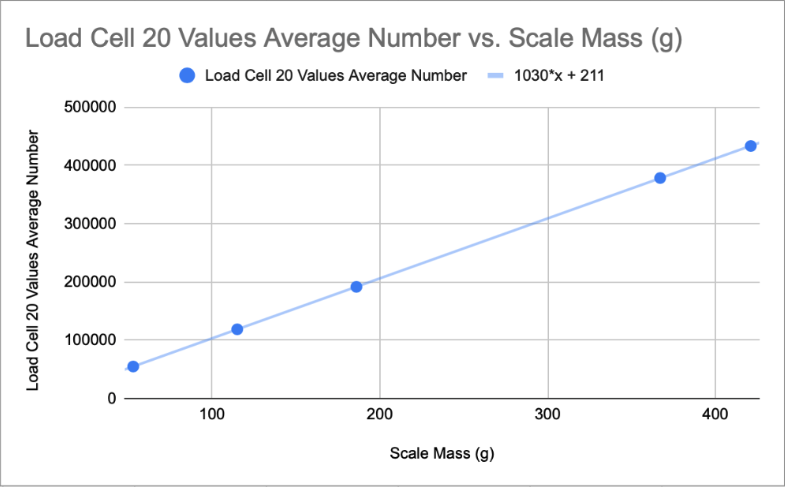 Load Cell 20 Values Average Number vs. Scale Mass (g)
Load Cell 20 Values Average Number
1030*x + 211
Load Cell 20 Values Average Number
500000
400000
300000
200000
100000
0
100
200
300
400
Scale Mass (g)